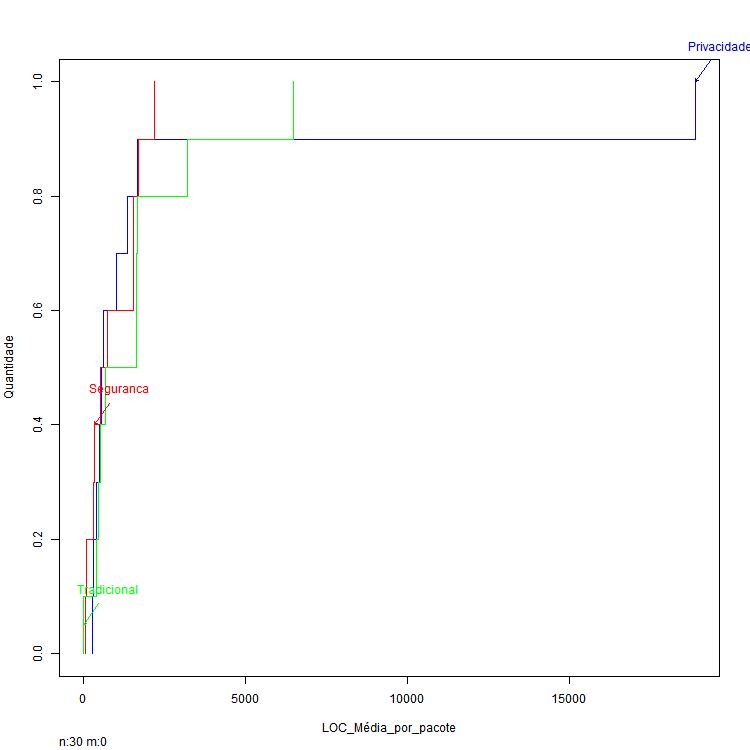 Privacidade
1.0
0.8
0.6
0.4
0.2
0.0
Quantidade
Seguranca
Tradicional
0
5000
10000
15000
LOC_Média_por_pacote
n:30 m:0